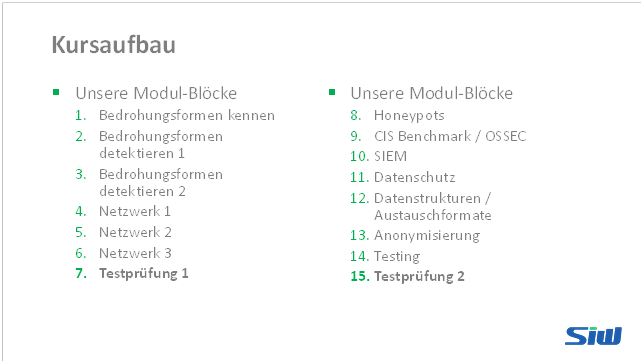 Kursaufbau
Unsere Modul-Blöcke
1. Bedrohungsformen kennen
2. Bedrohungsformen
detektieren 1
3. Bedrohungsformen
detektieren 2
4. Netzwerk 1
5. Netzwerk 2
6. Netzwerk 3
7. Testprüfung 1
Unsere Modul-Blöcke
8. Honeypots
9. CIS Benchmark / OSSEC
10. SIEM
11. Datenschutz
12. Datenstrukturen /
Austauschformate
13. Anonymisierung
14. Testing
15. Testprüfung 2
SIW